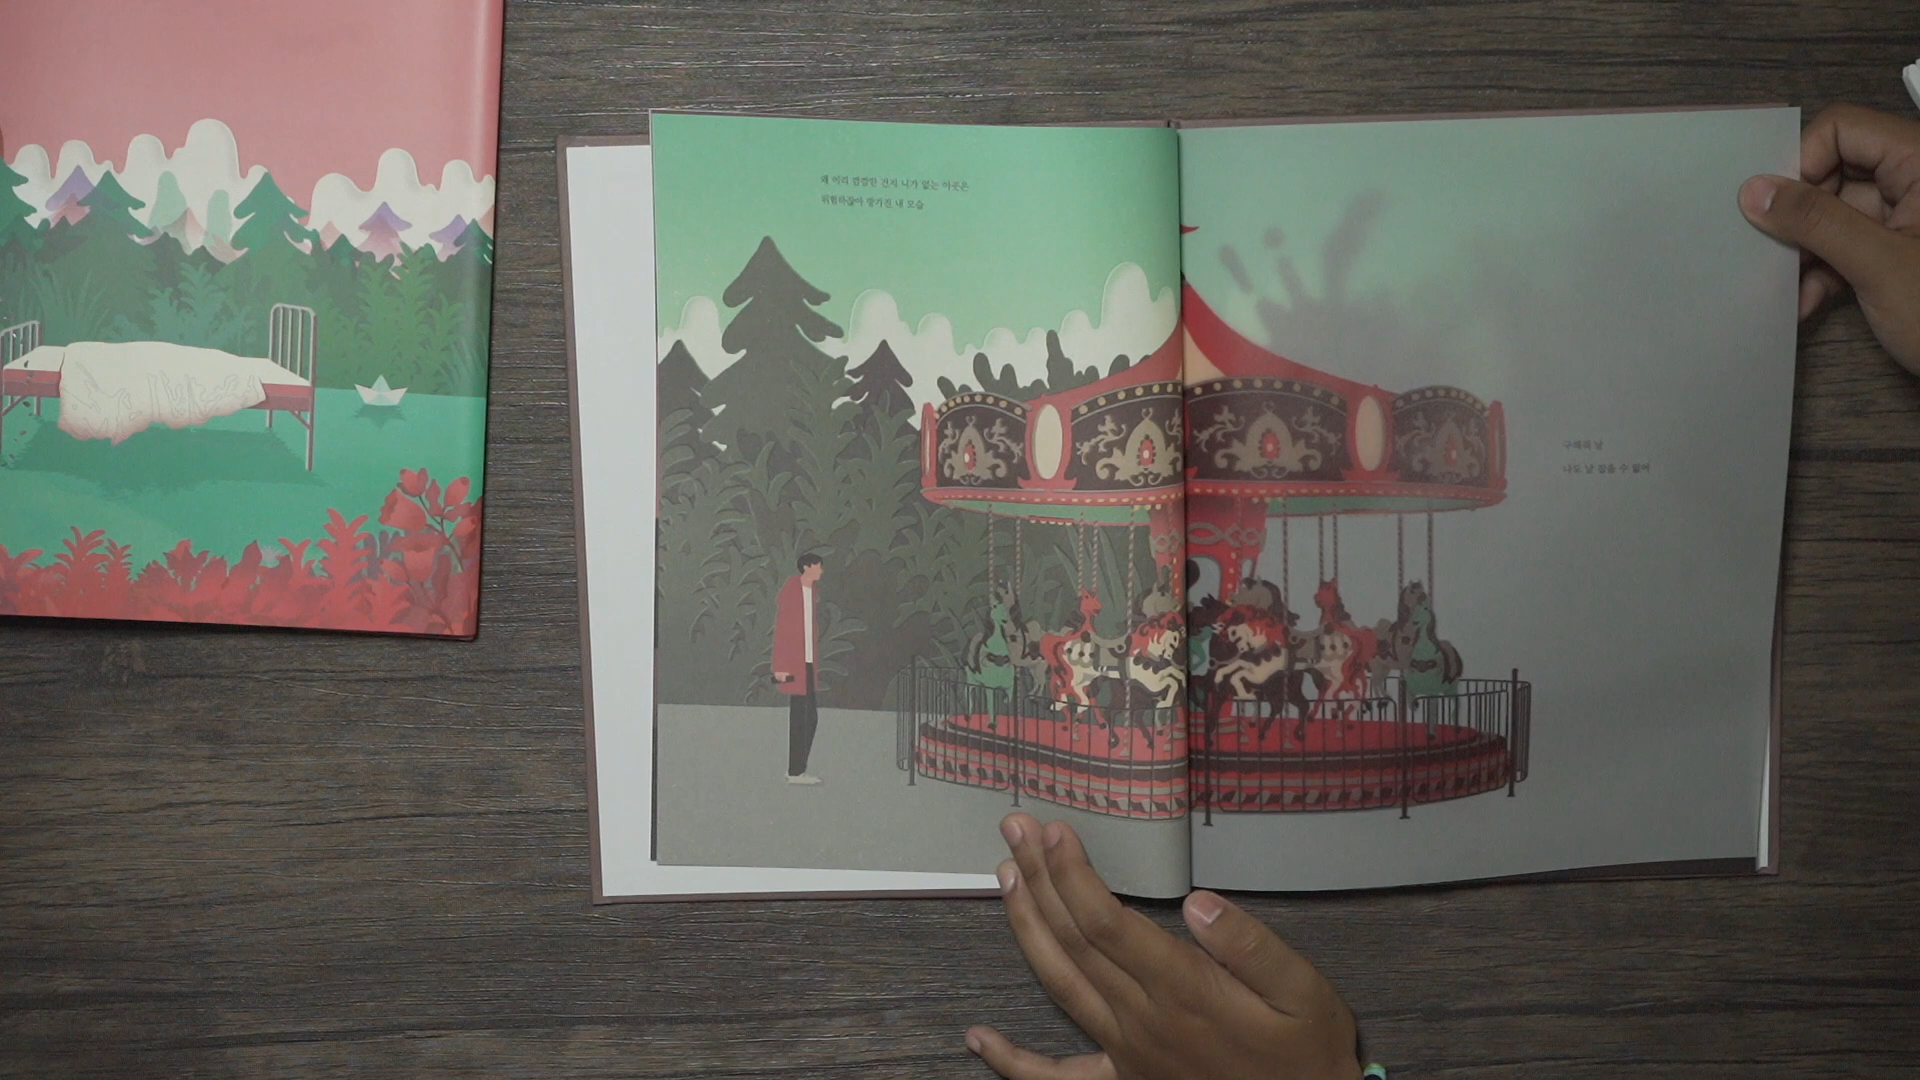 왜 이리 깜깜한 건지 니가 없는 이곳은
위험하잖아 망가진 내 모습
구해줘 날
나도 날 잡을 수 없어